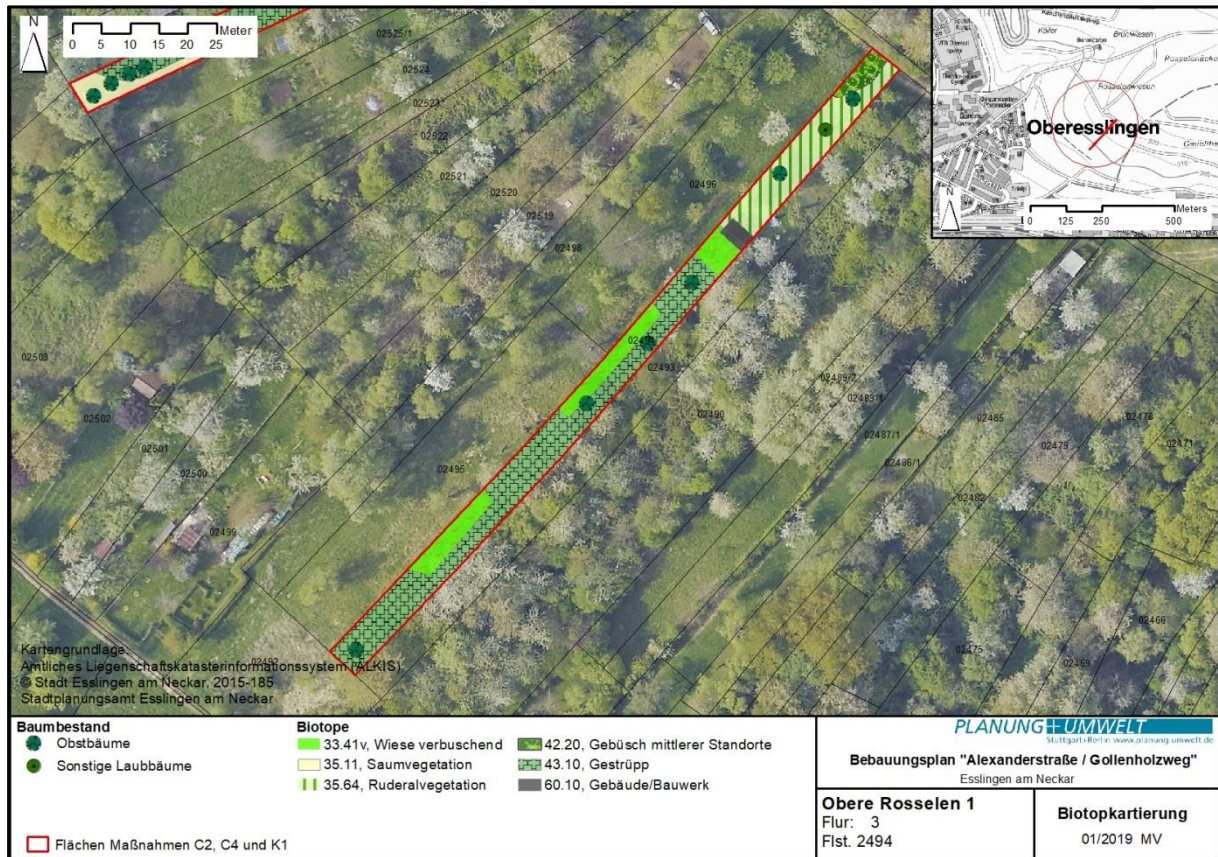 N
0 5 10 15 20 25 Meter
02525/1
02524
02523
02522
02521
02520
02519
02498
02496
02503
02502
02501
02500
02499
02495
02493
02490
02489/2
02489/1
02487/1
02486/1
02485
02482
02479
02478
02471
02475
02469
02466
02492
Oberesslingen
Rosselenwiesen
Brühlwiesen
N
Meters
0 125 250 500
Kartengrundlage:
Amtliches Liegenschaftskatasterinformationssystem (ALKIS)
© Stadt Esslingen am Neckar, 2015-185
Stadtplanungsamt Esslingen am Neckar
Baumbestand
Obstbäume
Sonstige Laubbäume
Biotope
33.41v, Wiese verbuschend
35.11, Saumvegetation
35.64, Ruderalvegetation
42.20, Gebüsch mittlerer Standorte
43.10, Gestrüpp
60.10, Gebäude/Bauwerk
Flächen Maßnahmen C2, C4 und K1
PLANUNG+UMWELT
Stuttgart+Berlin www.planung-umwelt.de
Bebauungsplan "Alexanderstraße / Gollenholzweg"
Esslingen am Neckar
Obere Rosselen 1
Flur: 3
Flst. 2494
Biotopkartierung
01/2019 MV